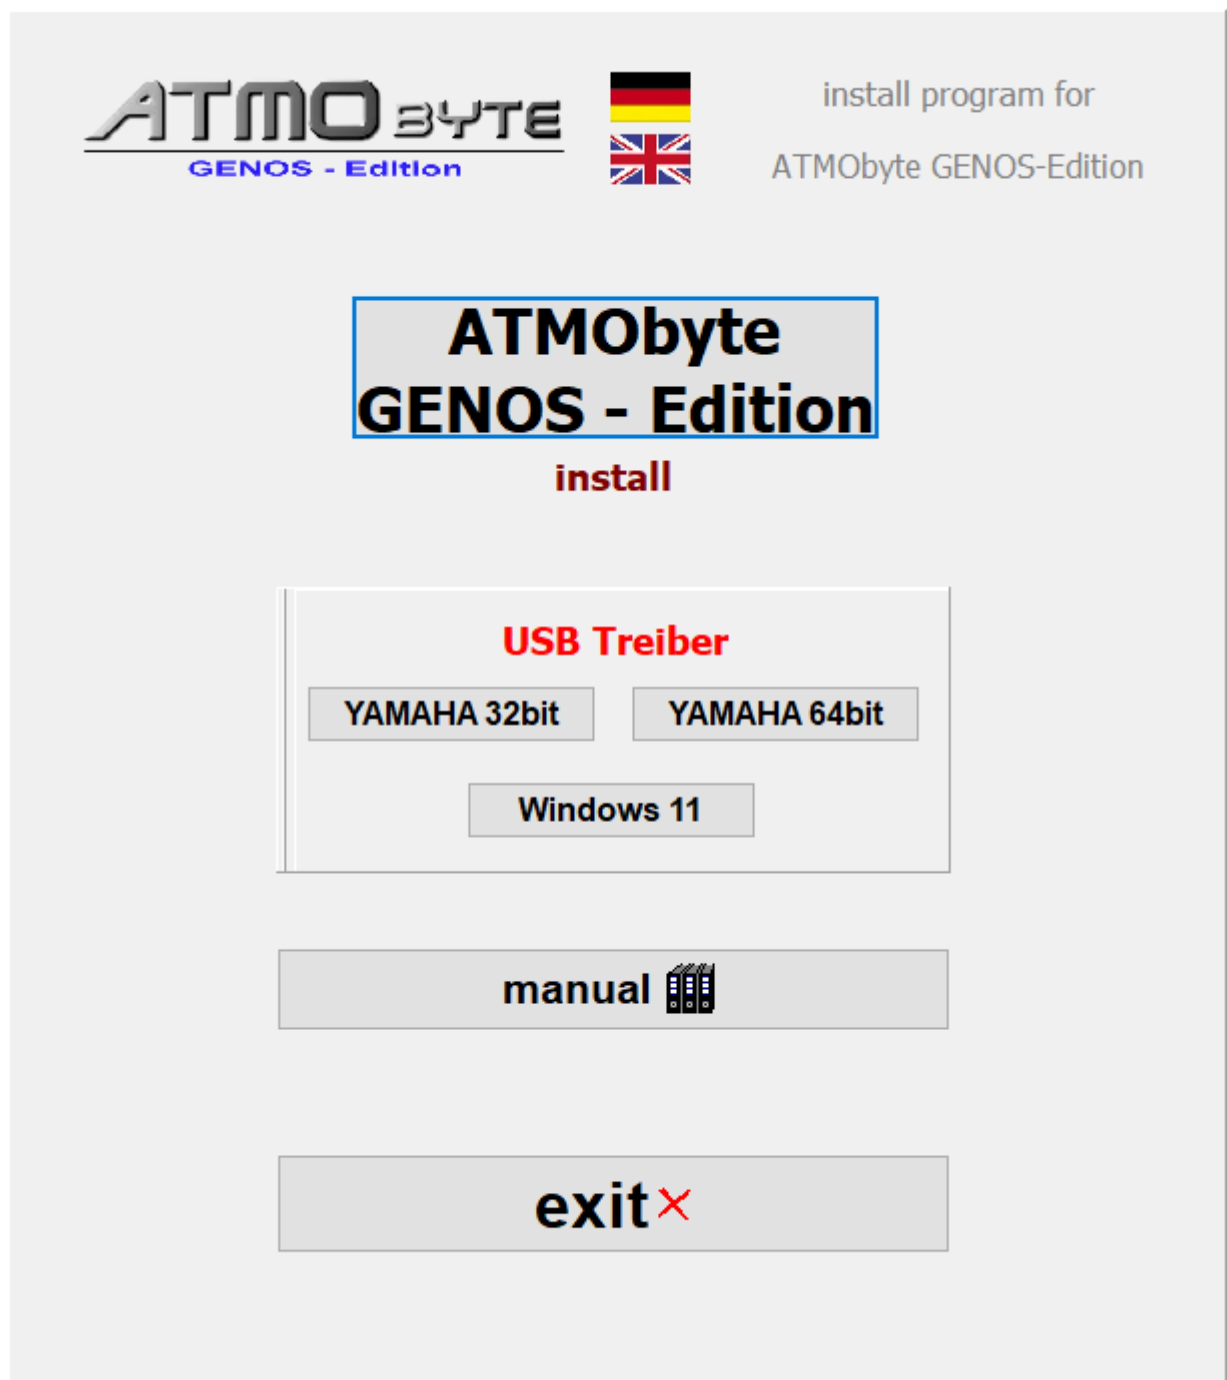 ATMO BYTE
GENOS - Edition
install program for
ATMObyte GENOS-Edition
ATMObyte
GENOS - Edition
install
USB Treiber
YAMAHA 32bit
YAMAHA 64bit
Windows 11
manual
exit